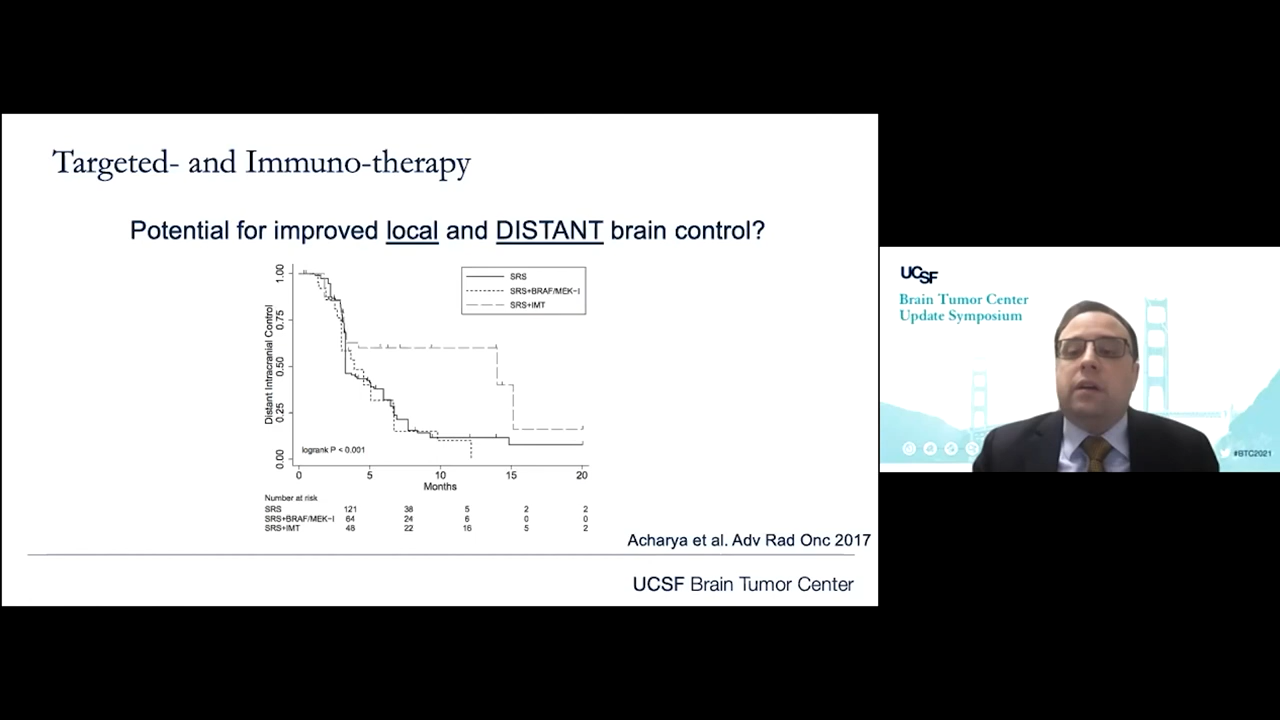 Targeted- and Immuno-therapy
Potential for improved local and DISTANT brain control?
SRS
SRS+BRAF/MEK-I
SRS+IMT
Distant Intracranial Control
1.00
0.75
0.50
0.25
0.00
logrank P < 0.001
0 5 10 15 20
Months
Number at risk
SRS 121 38 5 2 2
SRS+BRAF/MEK-I 64 24 6 0 0
SRS+IMT 48 22 16 5 2
Acharya et al. Adv Rad Onc 2017
UCSF Brain Tumor Center
UCSF
Brain Tumor Center
Update Symposium
#BTC2021